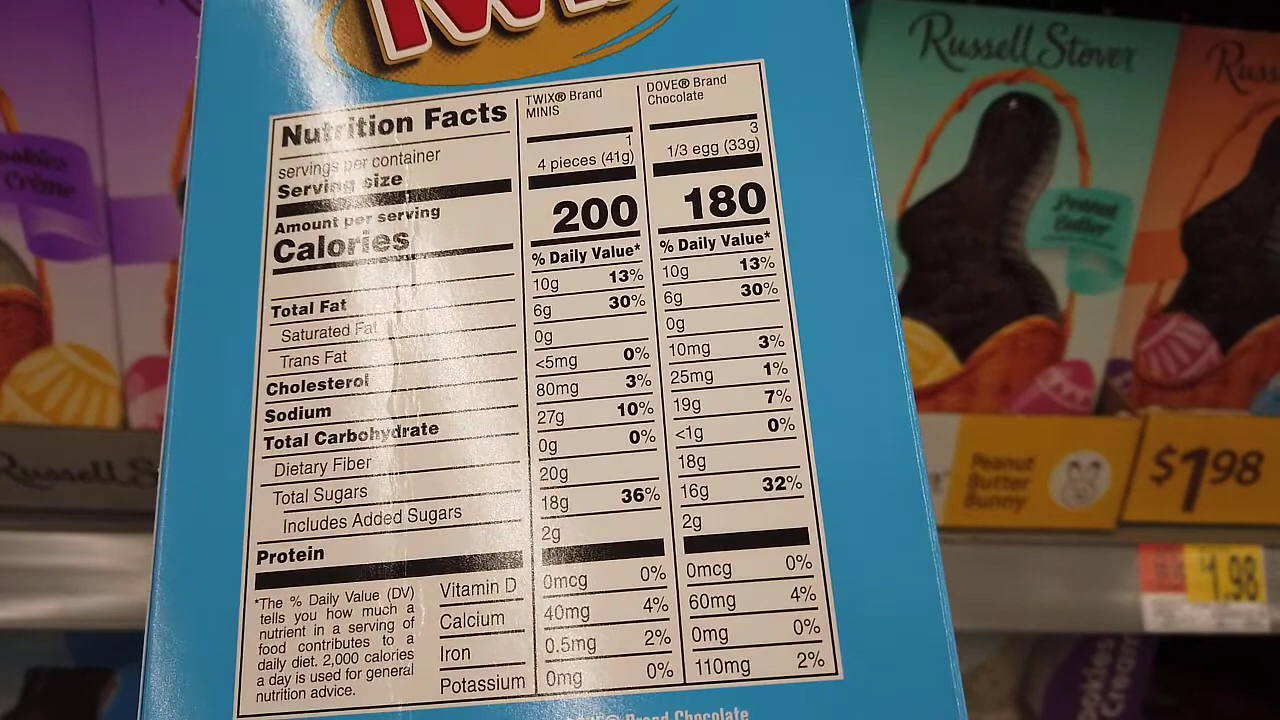 TWIX
Nutrition Facts
servings per container
Serving size
Amount per serving
Calories
Total Fat
Saturated Fat
Trans Fat
Cholesterol
Sodium
Total Carbohydrate
Dietary Fiber
Total Sugars
Includes Added Sugars
Protein
*The % Daily Value (DV)
tells you how much a
nutrient in a serving of
food contributes to a
daily diet. 2,000 calories
a day is used for general
nutrition advice.
Vitamin D
Calcium
Iron
Potassium
TWIX® Brand
MINIS
1
4 pieces (41g)
200
% Daily Value*
10g 13%
6g 30%
0g
<5mg 0%
80mg 3%
27g 10%
0g 0%
20g
18g 36%
2g
0mcg 0%
40mg 4%
0.5mg 2%
0mg 0%
DOVE® Brand
Chocolate
3
1/3 egg (33g)
180
% Daily Value*
10g 13%
6g 30%
0g
10mg 3%
25mg 1%
19g 7%
<1g 0%
18g
16g 32%
2g
0mcg 0%
60mg 4%
0mg 0%
110mg 2%
DOVE® Brand Chocolate
Russell Stover
Peanut
Butter
Russ
ookies
Crème
Russell S
Peanut
Butter
Bunny
$1.98
1.98
ookies
Cream